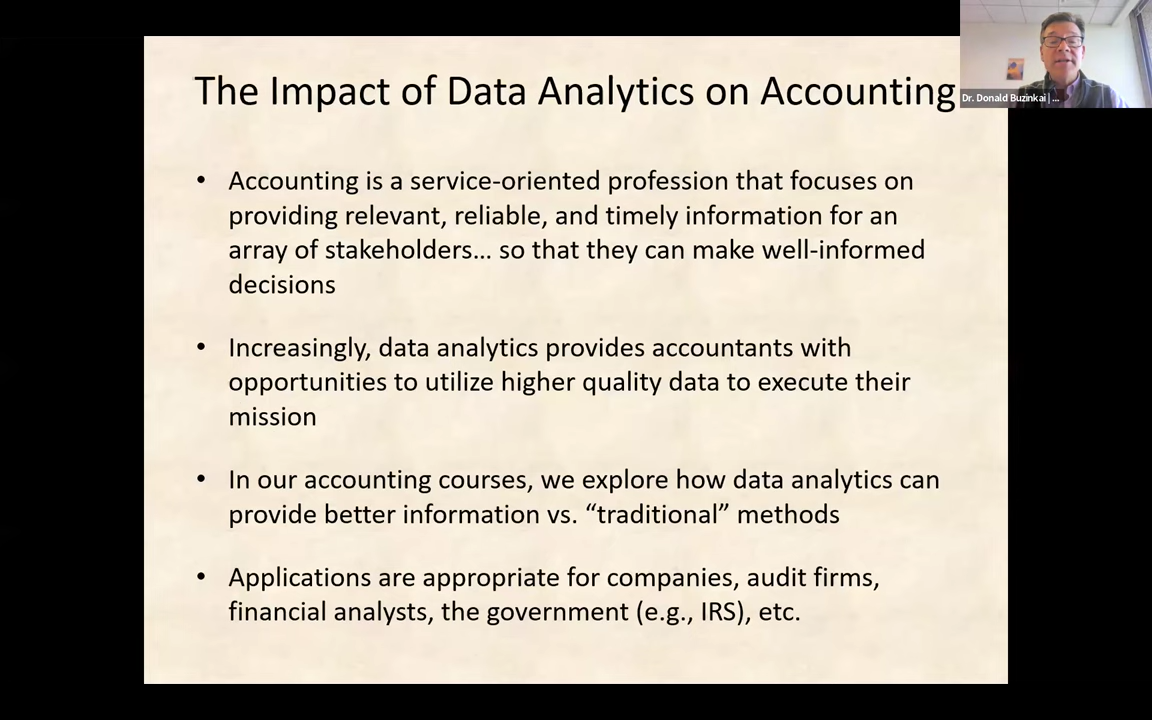 The Impact of Data Analytics on Accounting
Dr. Donald Buzinkai | ...
• Accounting is a service-oriented profession that focuses on
providing relevant, reliable, and timely information for an
array of stakeholders... so that they can make well-informed
decisions
• Increasingly, data analytics provides accountants with
opportunities to utilize higher quality data to execute their
mission
• In our accounting courses, we explore how data analytics can
provide better information vs. “traditional” methods
• Applications are appropriate for companies, audit firms,
financial analysts, the government (e.g., IRS), etc.